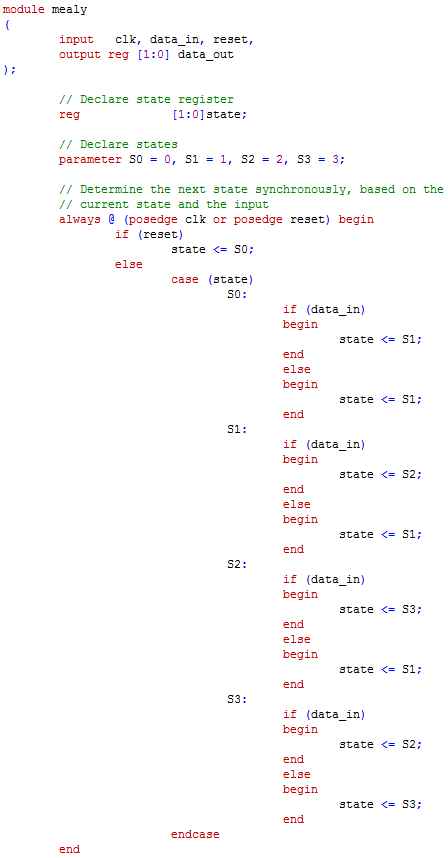 module mealy
(
        input   clk, data_in, reset,
        output reg [1:0] data_out
);

        // Declare state register
        reg             [1:0]state;

        // Declare states
        parameter S0 = 0, S1 = 1, S2 = 2, S3 = 3;

        // Determine the next state synchronously, based on the
        // current state and the input
        always @ (posedge clk or posedge reset) begin
                if (reset)
                        state <= S0;
                else
                        case (state)
                                S0:
                                        if (data_in)
                                        begin
                                                state <= S1;
                                        end
                                        else
                                        begin
                                                state <= S1;
                                        end
                                S1:
                                        if (data_in)
                                        begin
                                                state <= S2;
                                        end
                                        else
                                        begin
                                                state <= S1;
                                        end
                                S2:
                                        if (data_in)
                                        begin
                                                state <= S3;
                                        end
                                        else
                                        begin
                                                state <= S1;
                                        end
                                S3:
                                        if (data_in)
                                        begin
                                                state <= S2;
                                        end
                                        else
                                        begin
                                                state <= S3;
                                        end
                        endcase
        end